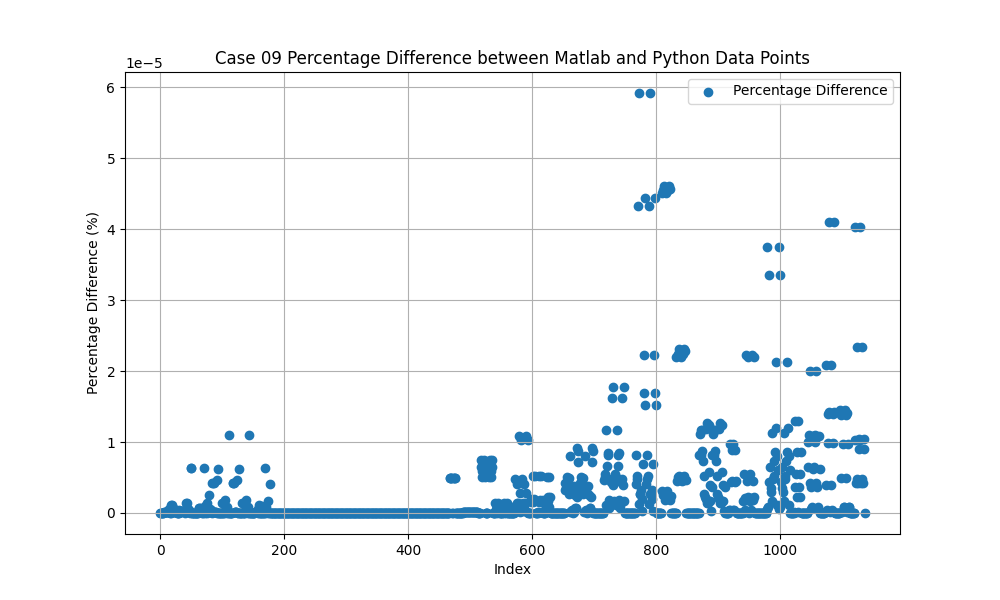 Case 09 Percentage Difference between Matlab and Python Data Points
1e−5
Percentage Difference
6
5
4
3
2
1
0
Percentage Difference (%)
0 200 400 600 800 1000
Index